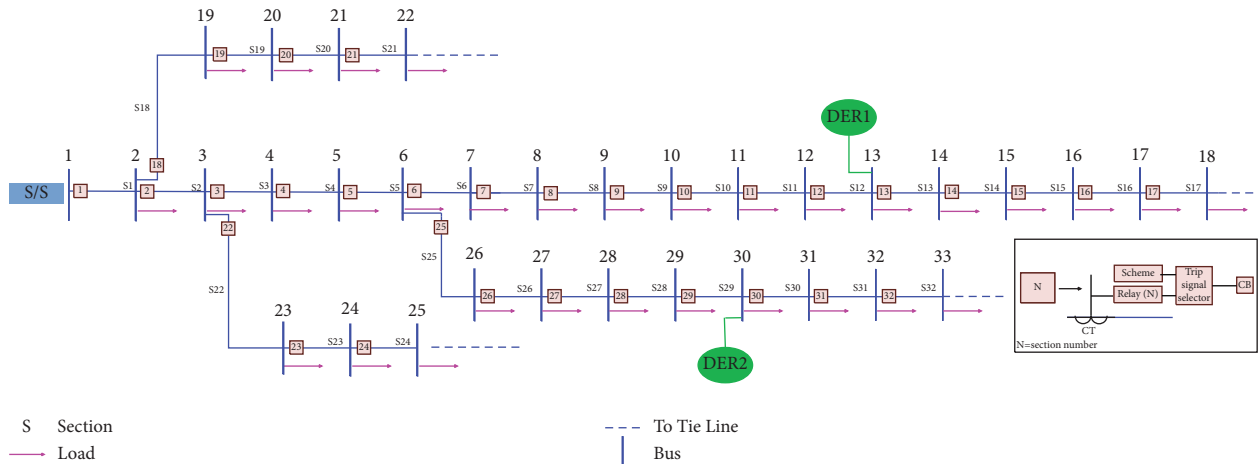 19 20 21 22
19 S19 20 S20 21 S21
S18
DER1
1 2 3 4 5 6 7 8 9 10 11 12 13 14 15 16 17 18
18
S/S 1 S1 2 S2 3 S3 4 S4 5 S5 6 S6 7 S7 8 S8 9 S9 10 S10 11 S11 12 S12 13 S13 14 S14 15 S15 16 S16 17 S17
22 25
S25
26 27 28 29 30 31 32 33
S22
26 S26 27 S27 28 S28 29 S29 30 S30 31 S31 32 S32
23 24 25
23 S23 24 S24
DER2
N
Scheme
Relay (N)
Trip
signal
selector
CB
CT
N=section number
S Section
Load
To Tie Line
Bus